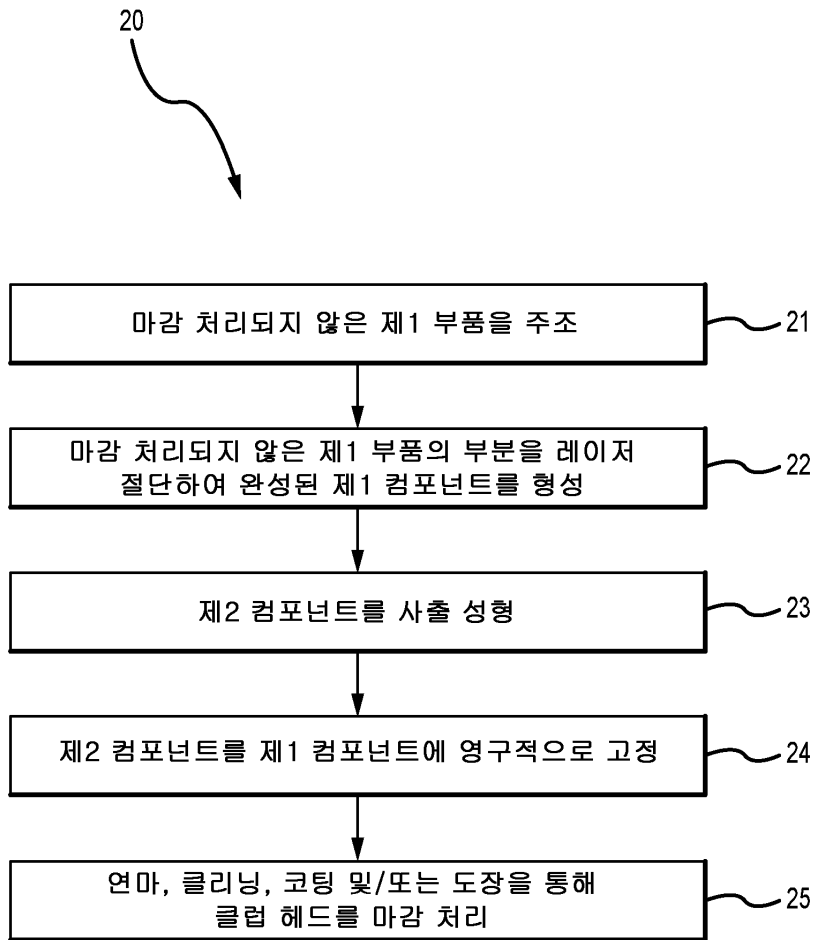 20
마감 처리되지 않은 제1 부품을 주조
21
마감 처리되지 않은 제1 부품의 부분을 레이저
절단하여 완성된 제1 컴포넌트를 형성
22
제2 컴포넌트를 사출 성형
23
제2 컴포넌트를 제1 컴포넌트에 영구적으로 고정
24
연마, 클리닝, 코팅 및/또는 도장을 통해
클럽 헤드를 마감 처리
25